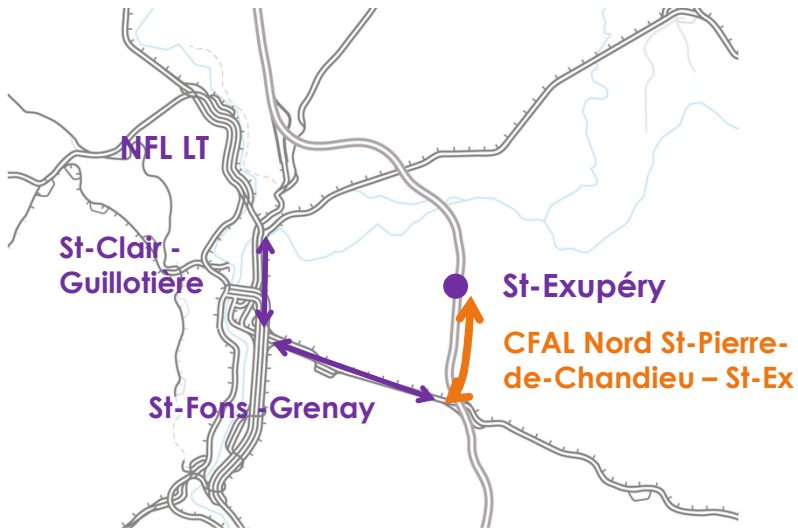 NFL LT
St-Clair -
Guillotière
St-Exupéry
CFAL Nord St-Pierre-
de-Chandieu – St-Ex
St-Fons -Grenay